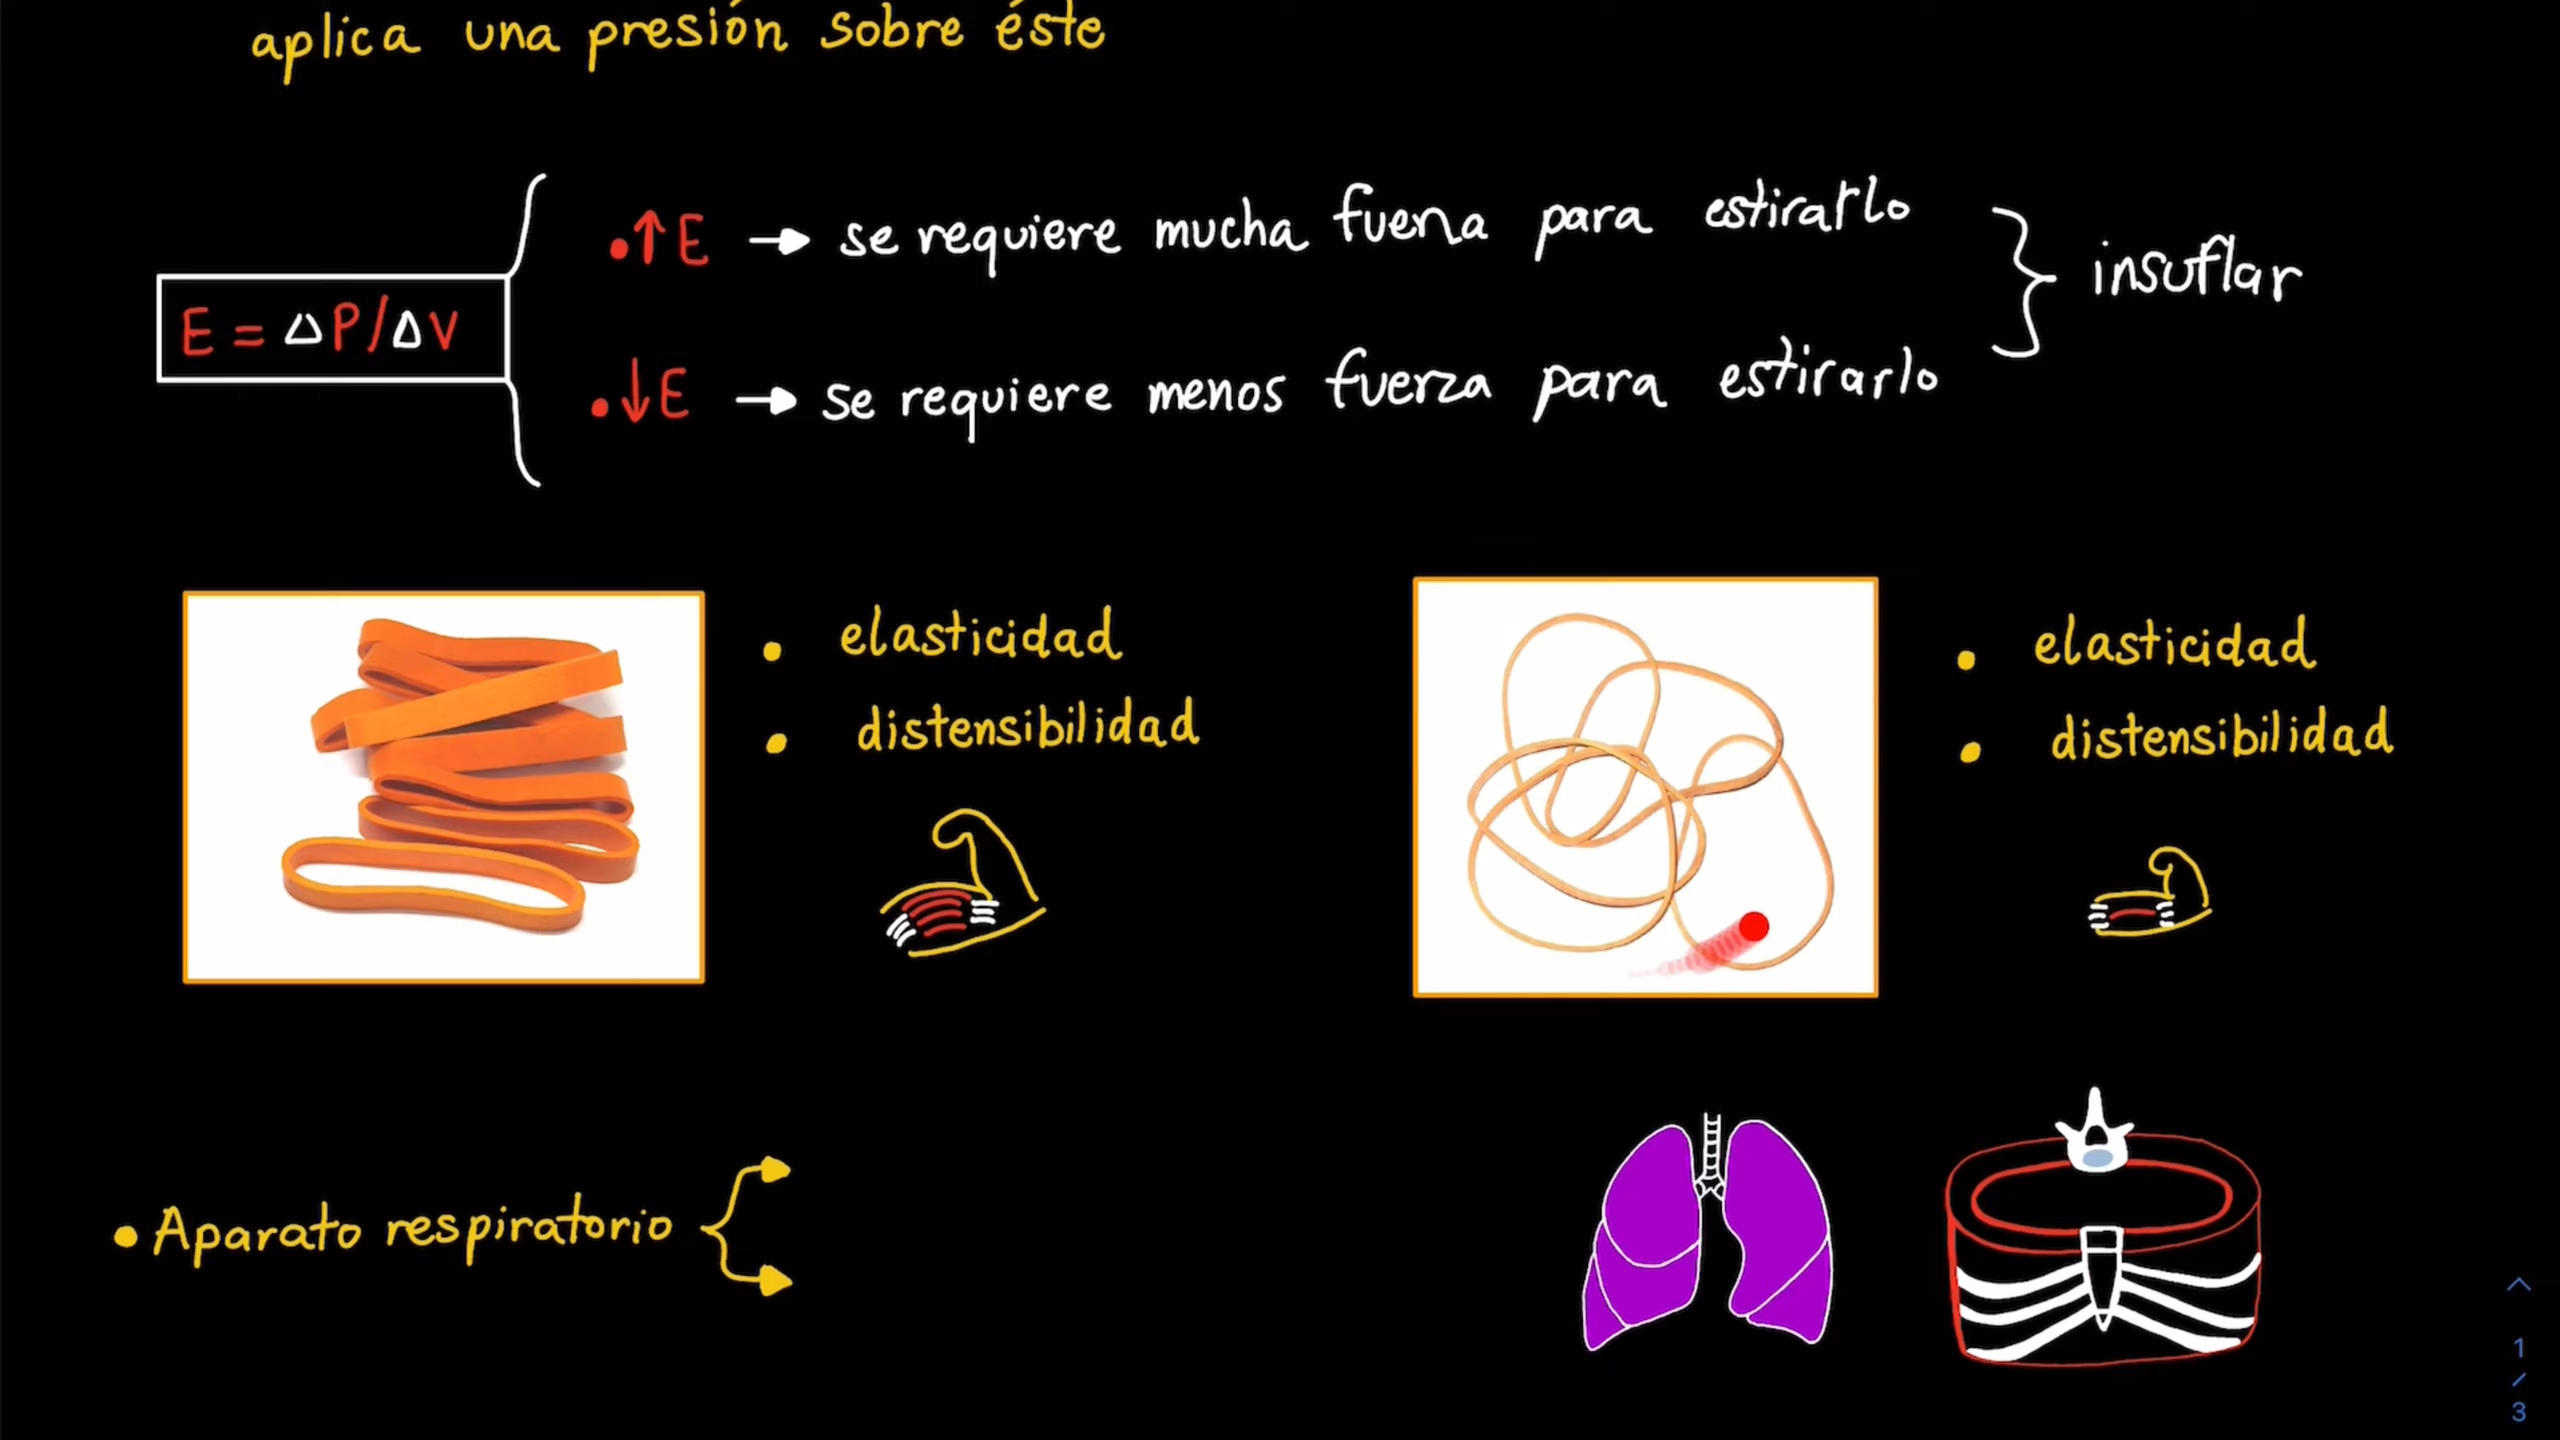 aplica una presión sobre éste
• ↑ E → se requiere mucha fuerza para estirarlo
insuflar
E = ΔP/ΔV
• ↓ E → se requiere menos fuerza para estirarlo
• elasticidad
• distensibilidad
• elasticidad
• distensibilidad
• Aparato respiratorio
1
/
3